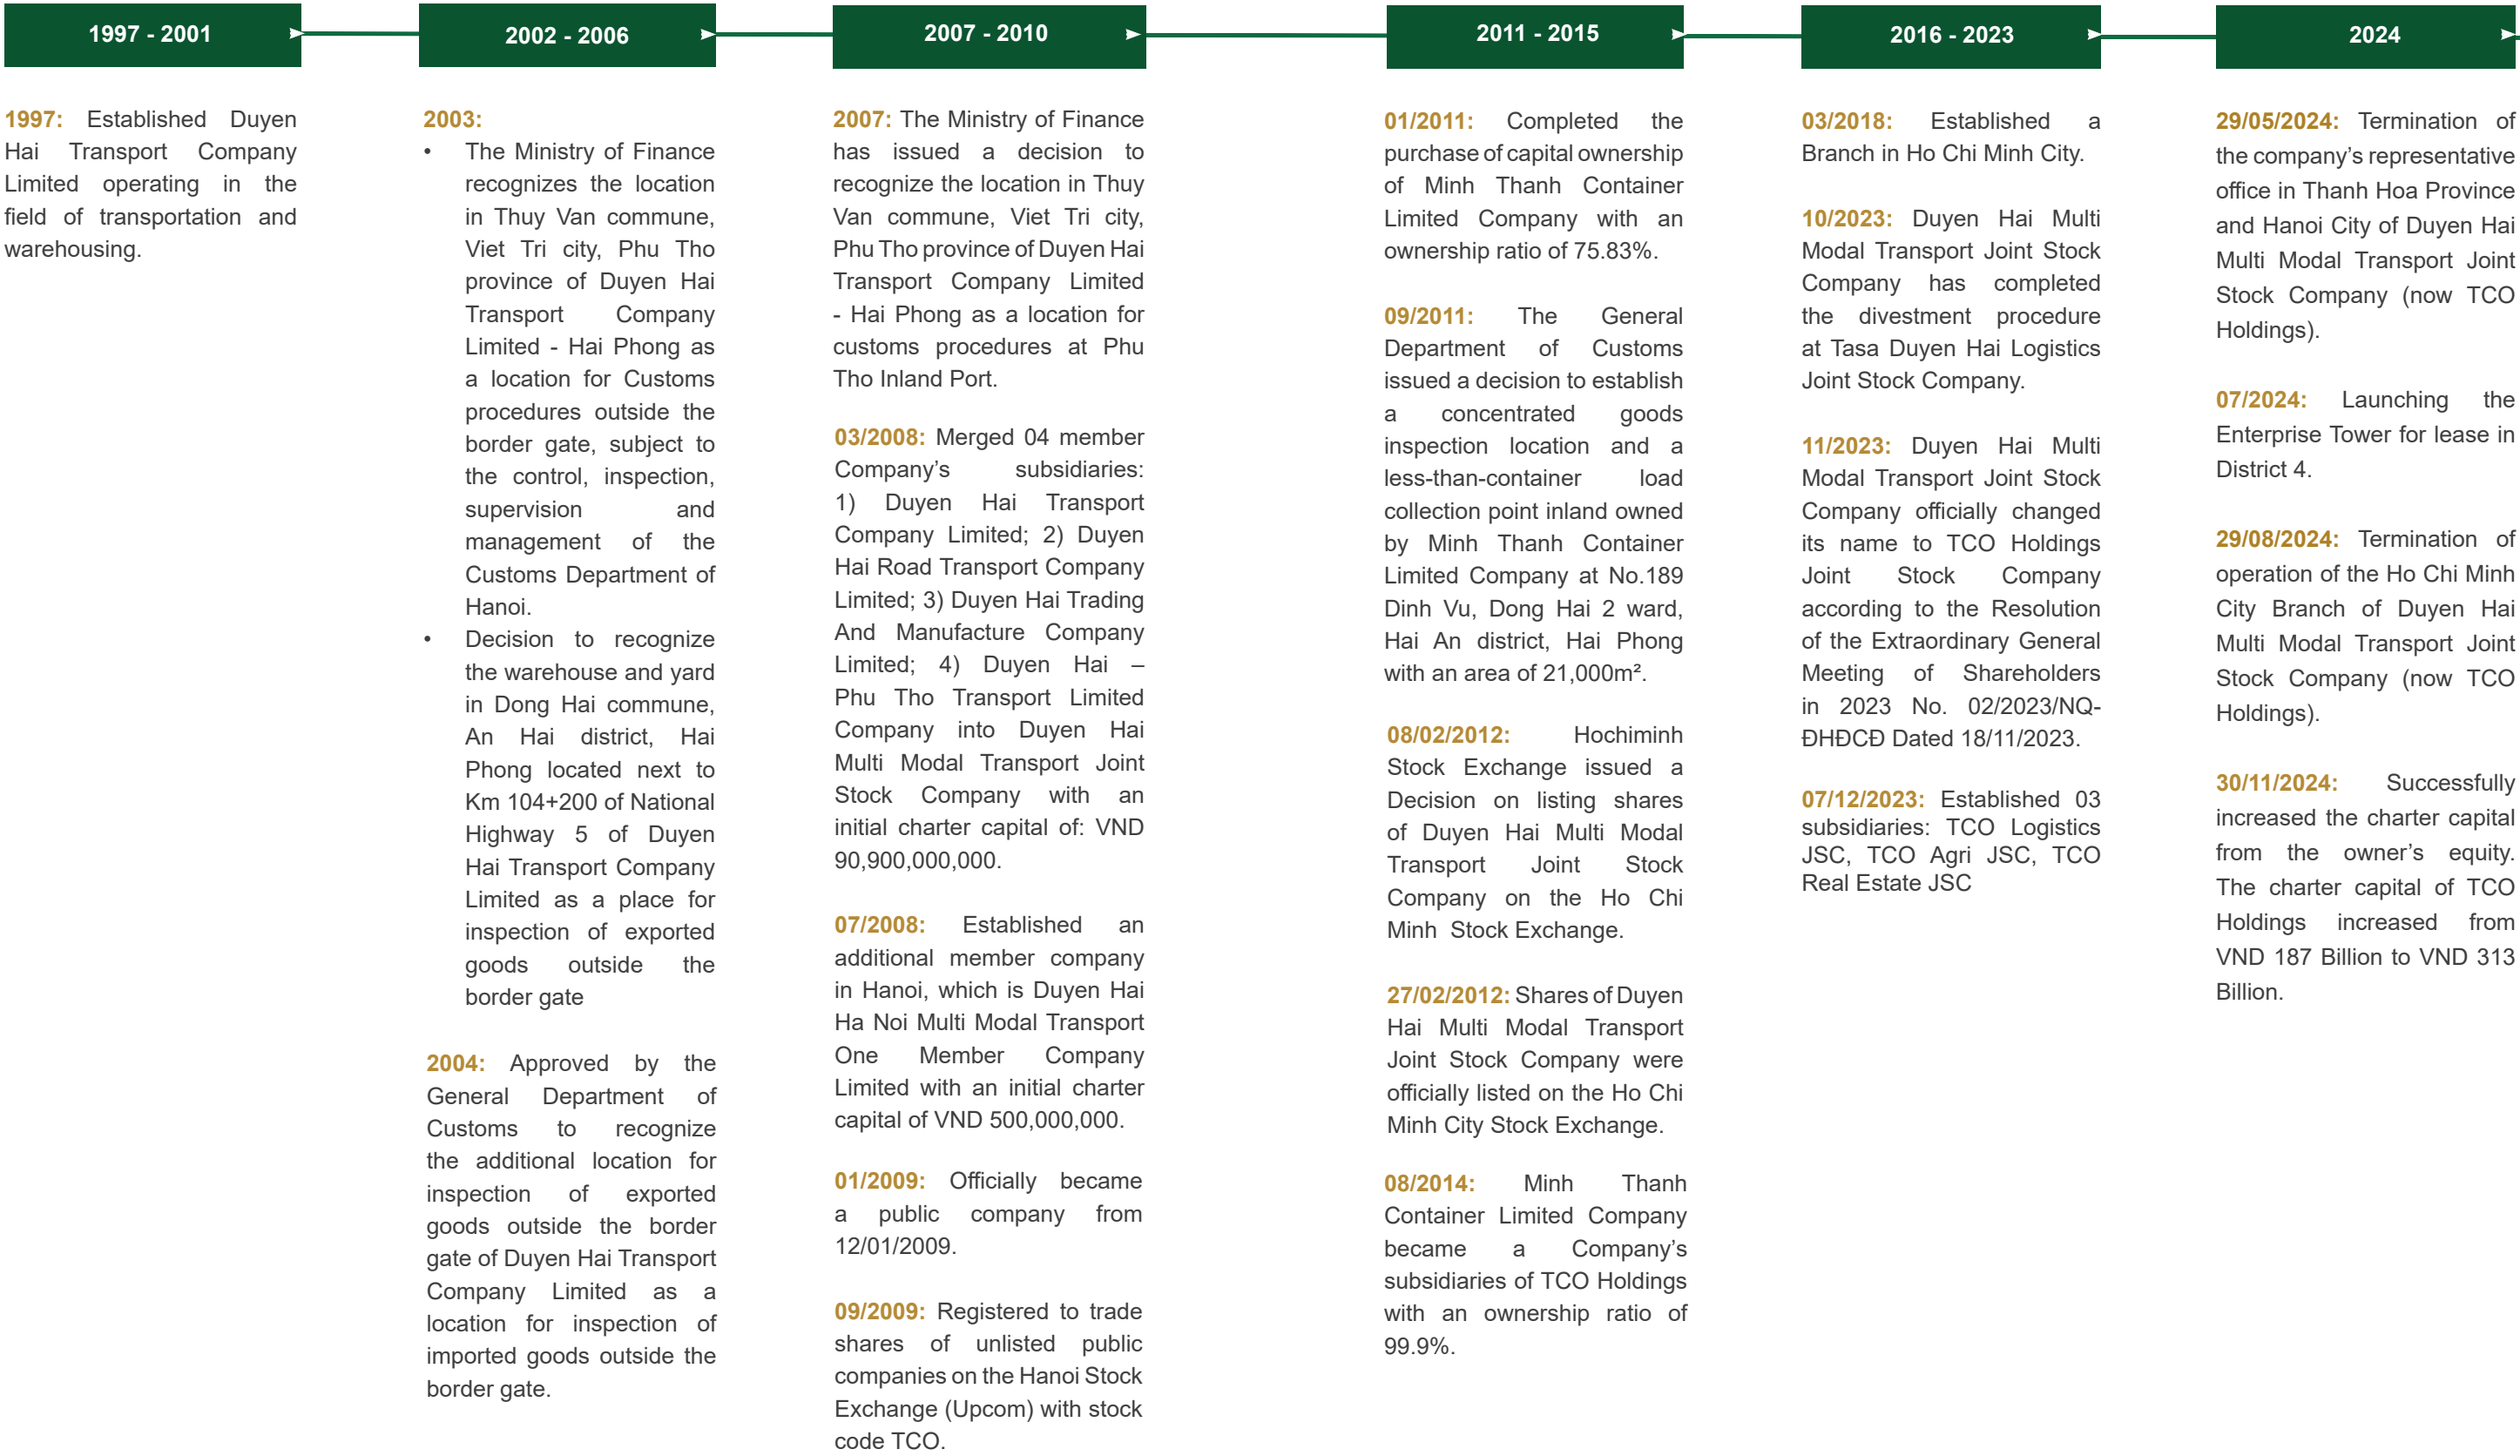 1997 - 2001
1997: Established Duyen
Hai Transport Company
Limited operating in the
field of transportation and
warehousing.
2002 - 2006
2003:
• The Ministry of Finance
recognizes the location
in Thuy Van commune,
Viet Tri city, Phu Tho
province of Duyen Hai
Transport Company
Limited - Hai Phong as
a location for Customs
procedures outside the
border gate, subject to
the control, inspection,
supervision and
management of the
Customs Department of
Hanoi.
• Decision to recognize
the warehouse and yard
in Dong Hai commune,
An Hai district, Hai
Phong located next to
Km 104+200 of National
Highway 5 of Duyen
Hai Transport Company
Limited as a place for
inspection of exported
goods outside the
border gate
2004: Approved by the
General Department of
Customs to recognize
the additional location for
inspection of exported
goods outside the border
gate of Duyen Hai Transport
Company Limited as a
location for inspection of
imported goods outside the
border gate.
2007 - 2010
2007: The Ministry of Finance
has issued a decision to
recognize the location in Thuy
Van commune, Viet Tri city,
Phu Tho province of Duyen Hai
Transport Company Limited
- Hai Phong as a location for
customs procedures at Phu
Tho Inland Port.
03/2008: Merged 04 member
Company’s subsidiaries:
1) Duyen Hai Transport
Company Limited; 2) Duyen
Hai Road Transport Company
Limited; 3) Duyen Hai Trading
And Manufacture Company
Limited; 4) Duyen Hai –
Phu Tho Transport Limited
Company into Duyen Hai
Multi Modal Transport Joint
Stock Company with an
initial charter capital of: VND
90,900,000,000.
07/2008: Established an
additional member company
in Hanoi, which is Duyen Hai
Ha Noi Multi Modal Transport
One Member Company
Limited with an initial charter
capital of VND 500,000,000.
01/2009: Officially became
a public company from
12/01/2009.
09/2009: Registered to trade
shares of unlisted public
companies on the Hanoi Stock
Exchange (Upcom) with stock
code TCO.
2011 - 2015
01/2011: Completed the
purchase of capital ownership
of Minh Thanh Container
Limited Company with an
ownership ratio of 75.83%.
09/2011: The General
Department of Customs
issued a decision to establish
a concentrated goods
inspection location and a
less-than-container load
collection point inland owned
by Minh Thanh Container
Limited Company at No.189
Dinh Vu, Dong Hai 2 ward,
Hai An district, Hai Phong
with an area of 21,000m².
08/02/2012: Hochiminh
Stock Exchange issued a
Decision on listing shares
of Duyen Hai Multi Modal
Transport Joint Stock
Company on the Ho Chi
Minh Stock Exchange.
27/02/2012: Shares of Duyen
Hai Multi Modal Transport
Joint Stock Company were
officially listed on the Ho Chi
Minh City Stock Exchange.
08/2014: Minh Thanh
Container Limited Company
became a Company’s
subsidiaries of TCO Holdings
with an ownership ratio of
99.9%.
2016 - 2023
03/2018: Established a
Branch in Ho Chi Minh City.
10/2023: Duyen Hai Multi
Modal Transport Joint Stock
Company has completed
the divestment procedure
at Tasa Duyen Hai Logistics
Joint Stock Company.
11/2023: Duyen Hai Multi
Modal Transport Joint Stock
Company officially changed
its name to TCO Holdings
Joint Stock Company
according to the Resolution
of the Extraordinary General
Meeting of Shareholders
in 2023 No. 02/2023/NQ-
ĐHĐCĐ Dated 18/11/2023.
07/12/2023: Established 03
subsidiaries: TCO Logistics
JSC, TCO Agri JSC, TCO
Real Estate JSC
2024
29/05/2024: Termination of
the company’s representative
office in Thanh Hoa Province
and Hanoi City of Duyen Hai
Multi Modal Transport Joint
Stock Company (now TCO
Holdings).
07/2024: Launching the
Enterprise Tower for lease in
District 4.
29/08/2024: Termination of
operation of the Ho Chi Minh
City Branch of Duyen Hai
Multi Modal Transport Joint
Stock Company (now TCO
Holdings).
30/11/2024: Successfully
increased the charter capital
from the owner’s equity.
The charter capital of TCO
Holdings increased from
VND 187 Billion to VND 313
Billion.